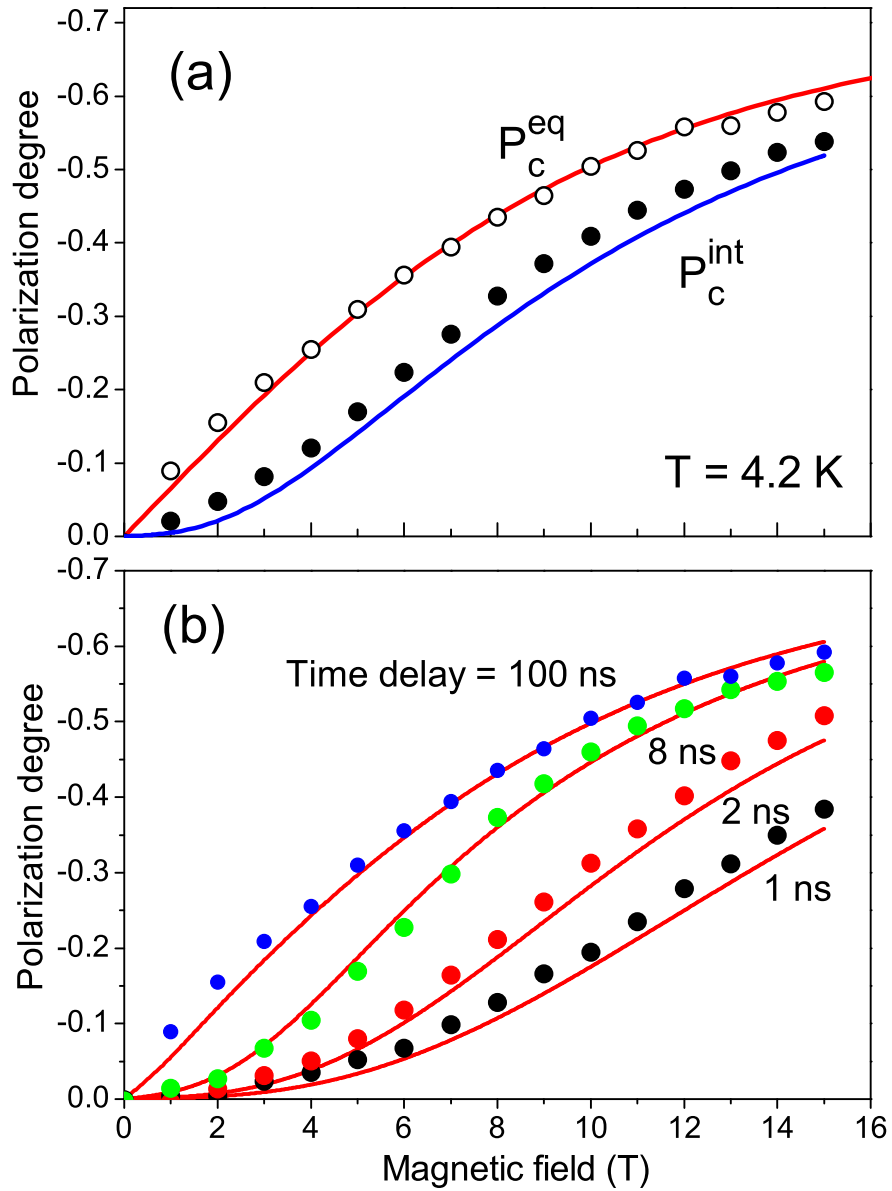 -0.7
-0.6
-0.5
-0.4
-0.3
-0.2
-0.1
0.0
Polarization degree
(a)
P_c^eq
P_c^int
T = 4.2 K
-0.7
-0.6
-0.5
-0.4
-0.3
-0.2
-0.1
0.0
Polarization degree
(b)
Time delay = 100 ns
8 ns
2 ns
1 ns
0 2 4 6 8 10 12 14 16
Magnetic field (T)